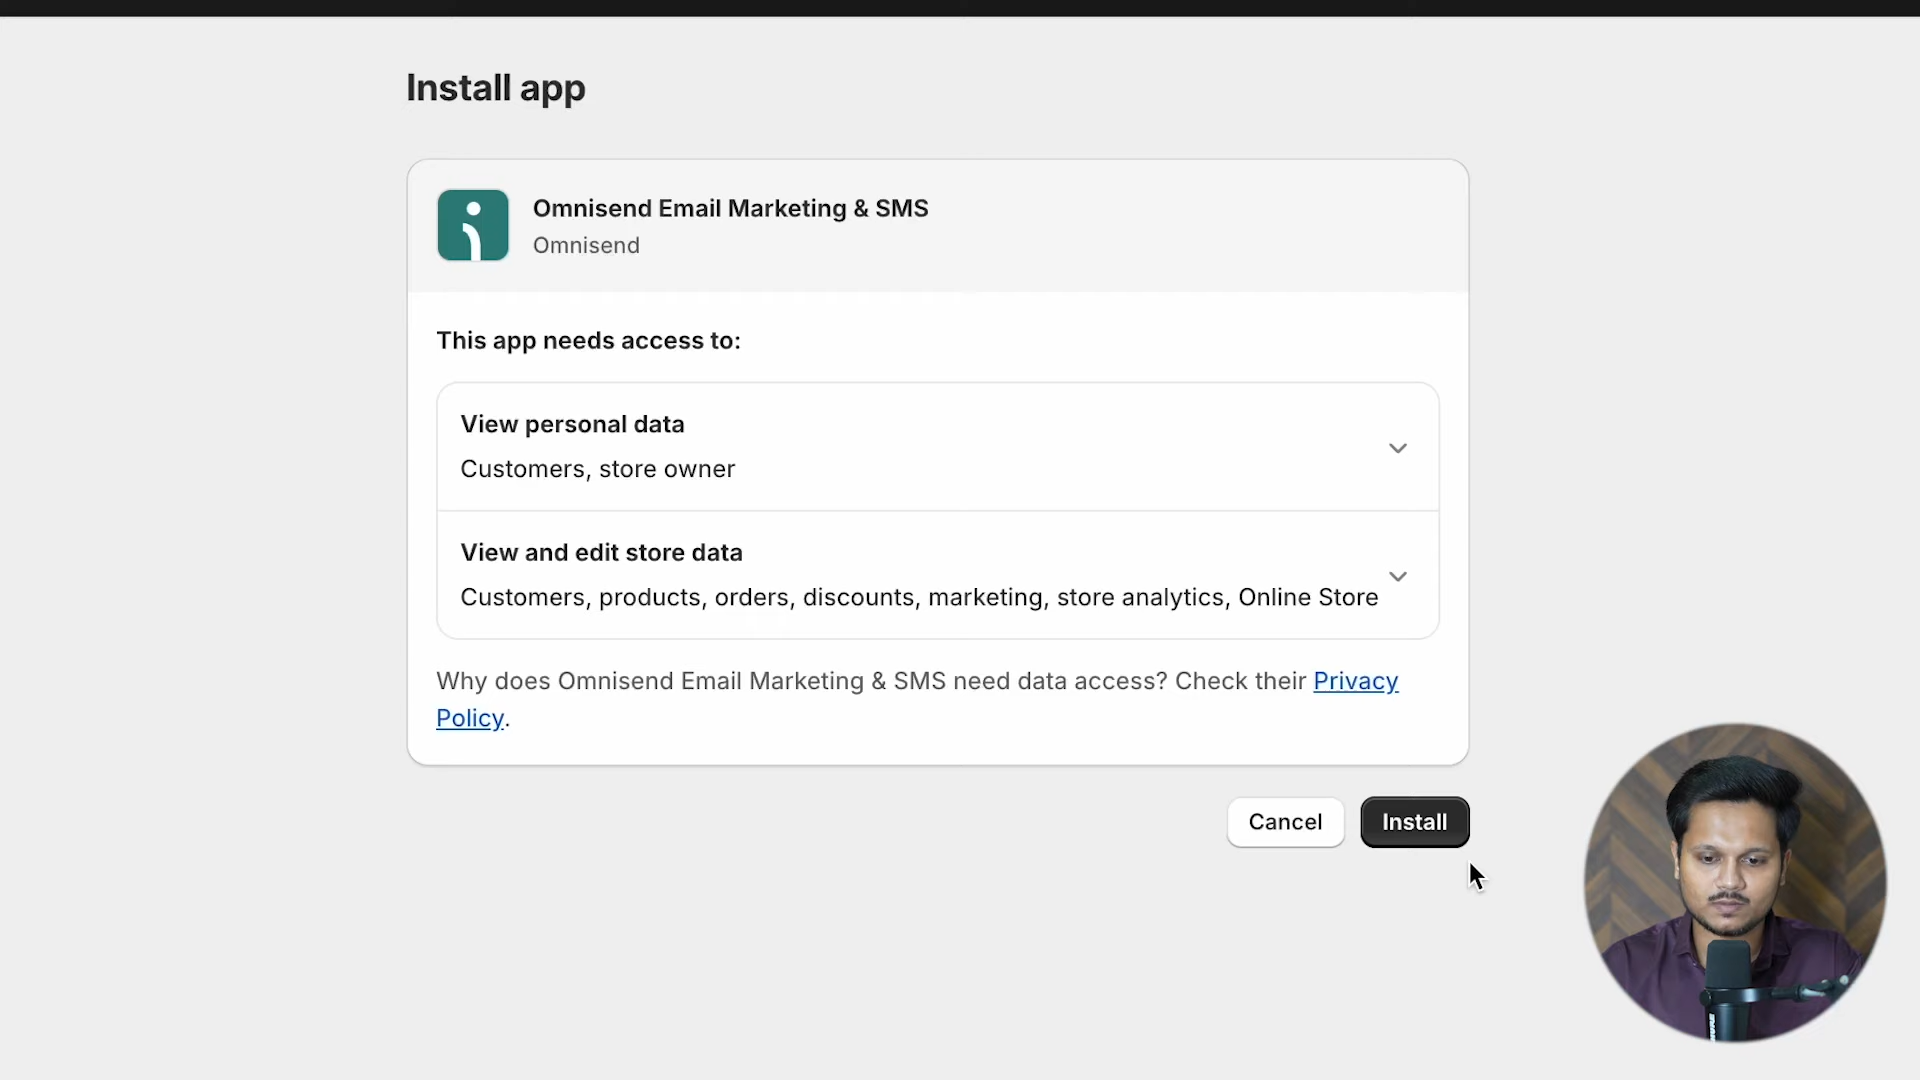 Install app
Omnisend Email Marketing & SMS
Omnisend
This app needs access to:
View personal data
Customers, store owner
View and edit store data
Customers, products, orders, discounts, marketing, store analytics, Online Store
Why does Omnisend Email Marketing & SMS need data access? Check their Privacy
Policy.
Cancel
Install
SHURE